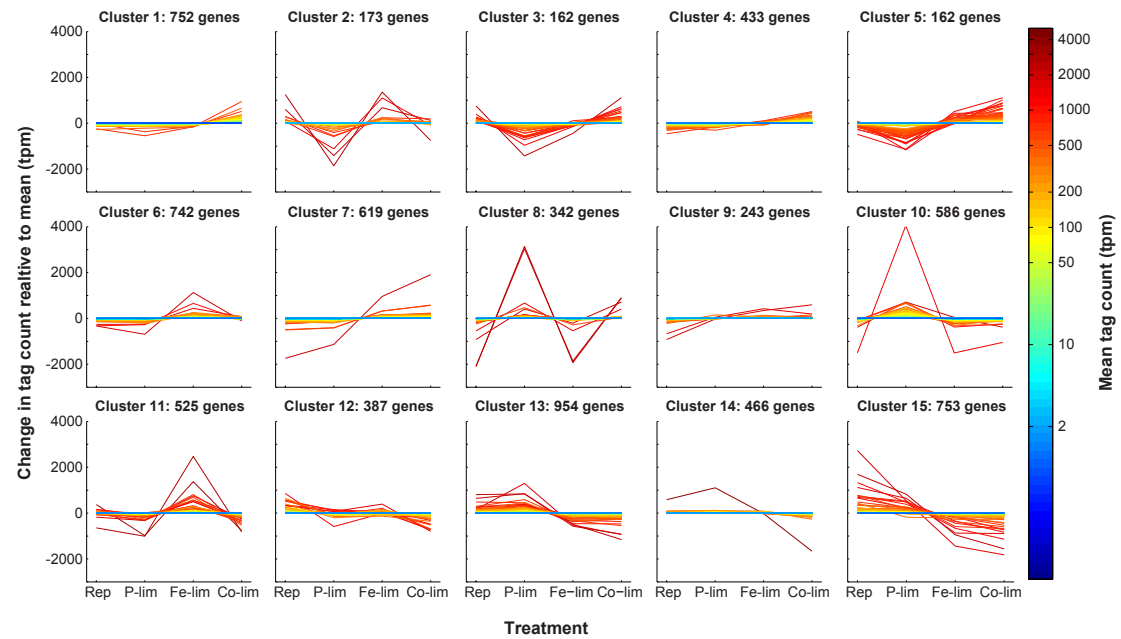 Cluster 1: 752 genes
Cluster 2: 173 genes
Cluster 3: 162 genes
Cluster 4: 433 genes
Cluster 5: 162 genes
4000
2000
0
-2000
Cluster 6: 742 genes
Cluster 7: 619 genes
Cluster 8: 342 genes
Cluster 9: 243 genes
Cluster 10: 586 genes
4000
2000
0
-2000
Cluster 11: 525 genes
Cluster 12: 387 genes
Cluster 13: 954 genes
Cluster 14: 466 genes
Cluster 15: 753 genes
4000
2000
0
-2000
Rep P-lim Fe-lim Co-lim
Rep P-lim Fe-lim Co-lim
Rep P-lim Fe−lim Co−lim
Rep P-lim Fe-lim Co-lim
Rep P-lim Fe-lim Co-lim
Treatment
Change in tag count realtive to mean (tpm)
4000
2000
1000
500
200
100
50
10
2
Mean tag count (tpm)